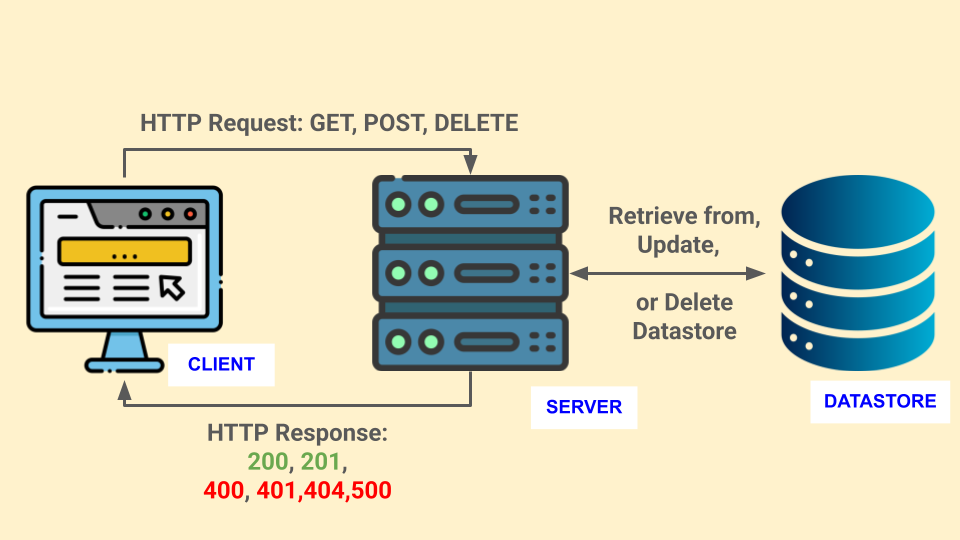 HTTP Request: GET, POST, DELETE
Retrieve from,
Update,
or Delete
Datastore
CLIENT
SERVER
DATASTORE
HTTP Response:
200, 201,
400, 401,404,500